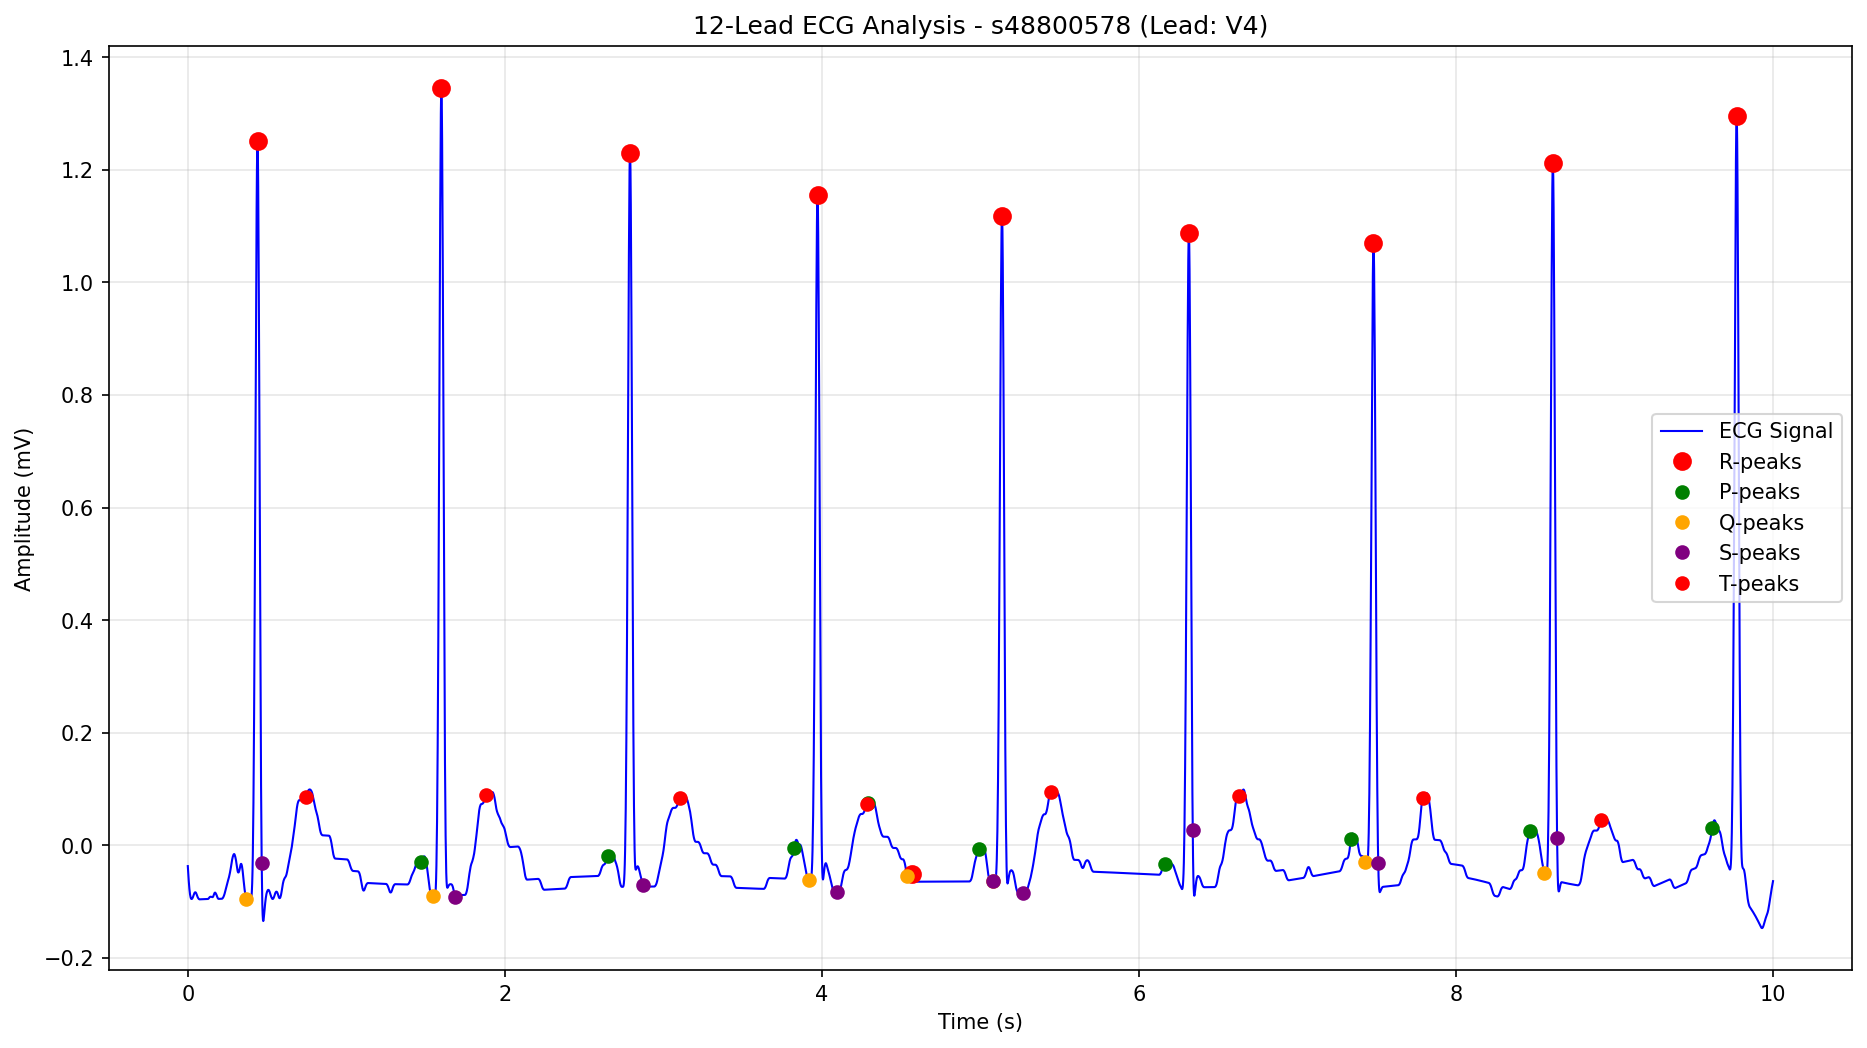 12-Lead ECG Analysis - s48800578 (Lead: V4)
Amplitude (mV)
1.4
1.2
1.0
0.8
0.6
0.4
0.2
0.0
−0.2
ECG Signal
R-peaks
P-peaks
Q-peaks
S-peaks
T-peaks
0 2 4 6 8 10
Time (s)